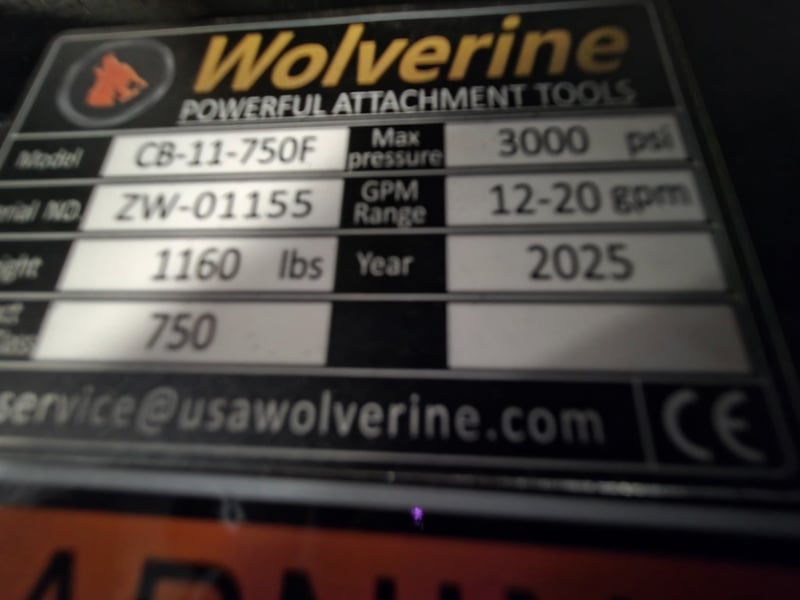 Wolverine
POWERFUL ATTACHMENT TOOLS
Model CB-11-750F Max pressure 3000 psi
NO. ZW-01155 GPM Range 12-20 gpm
1160 lbs Year 2025
750
service@usawolverine.com
CE